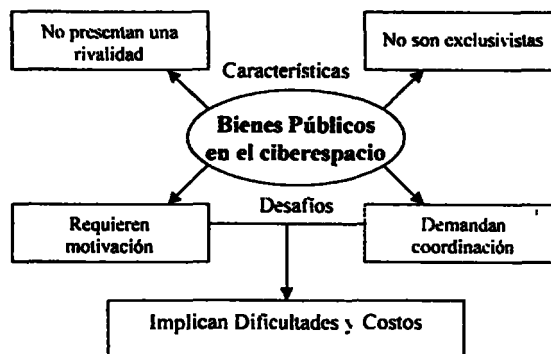 No presentan una
rivalidad
No son exclusivistas
Características
Bienes Públicos
en el ciberespacio
Desafíos
Requieren
motivación
Demandan
coordinación
Implican Dificultades y Costos